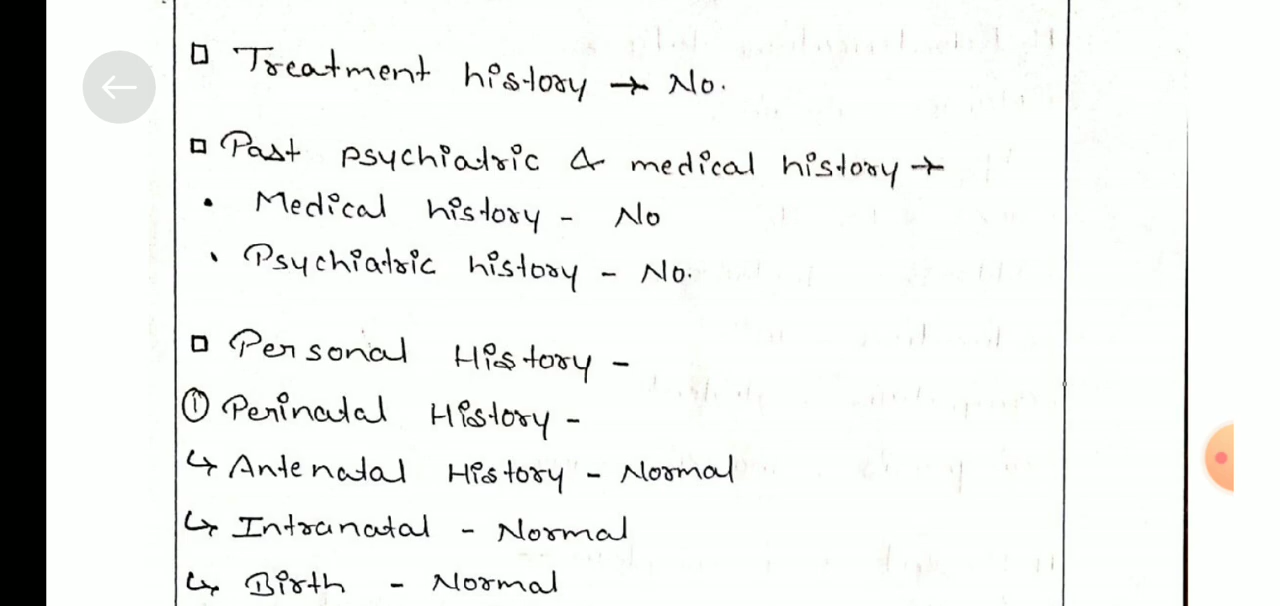 □ Treatment history → No.
□ Past psychiatric & medical history →
• Medical history - No
• Psychiatric history - No.
□ Personal History -
① Perinatal History -
↳ Antenatal History - Normal
↳ Intranatal - Normal
↳ Birth - Normal